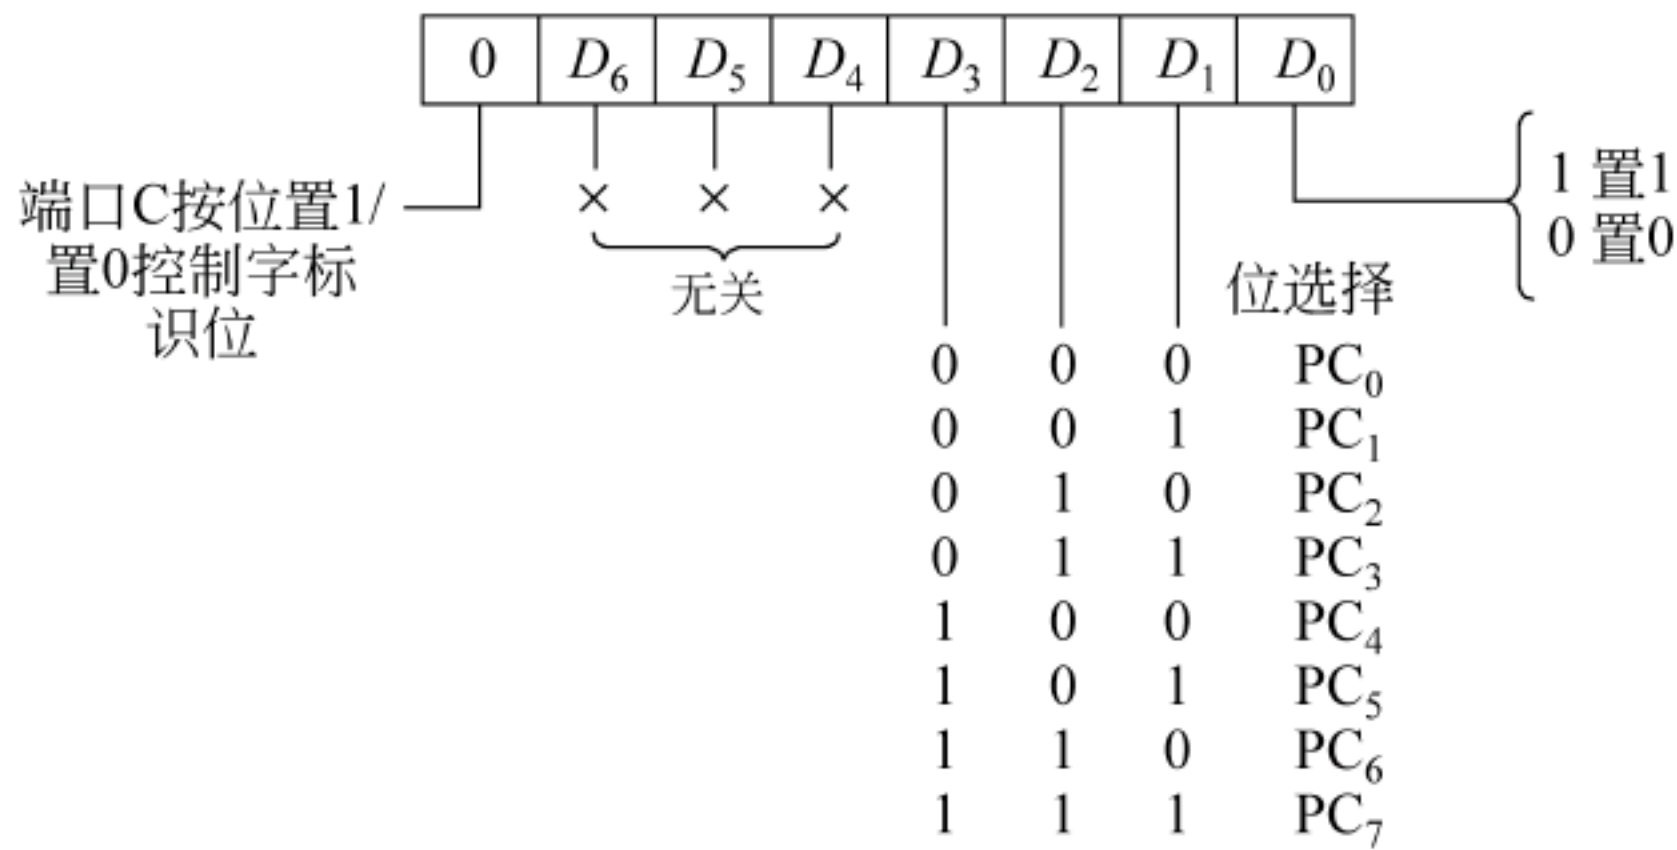 0 D₆ D₅ D₄ D₃ D₂ D₁ D₀
端口C按位置1/
置0控制字标
识位
× × ×
无关
1 置1
0 置0
位选择
0 0 0 PC₀
0 0 1 PC₁
0 1 0 PC₂
0 1 1 PC₃
1 0 0 PC₄
1 0 1 PC₅
1 1 0 PC₆
1 1 1 PC₇